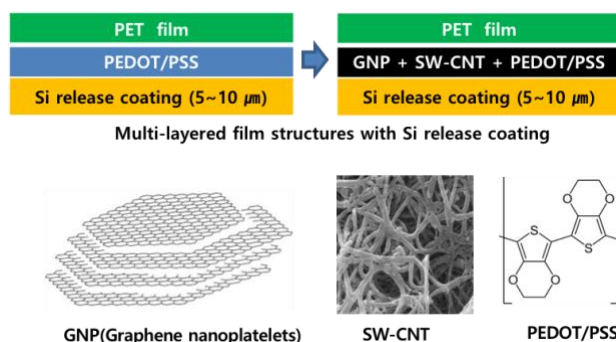 PET film
PEDOT/PSS
Si release coating (5~10 ㎛)
PET film
GNP + SW-CNT + PEDOT/PSS
Si release coating (5~10 ㎛)
Multi-layered film structures with Si release coating
O O
S
S
O O
GNP(Graphene nanoplatelets)
SW-CNT
PEDOT/PSS